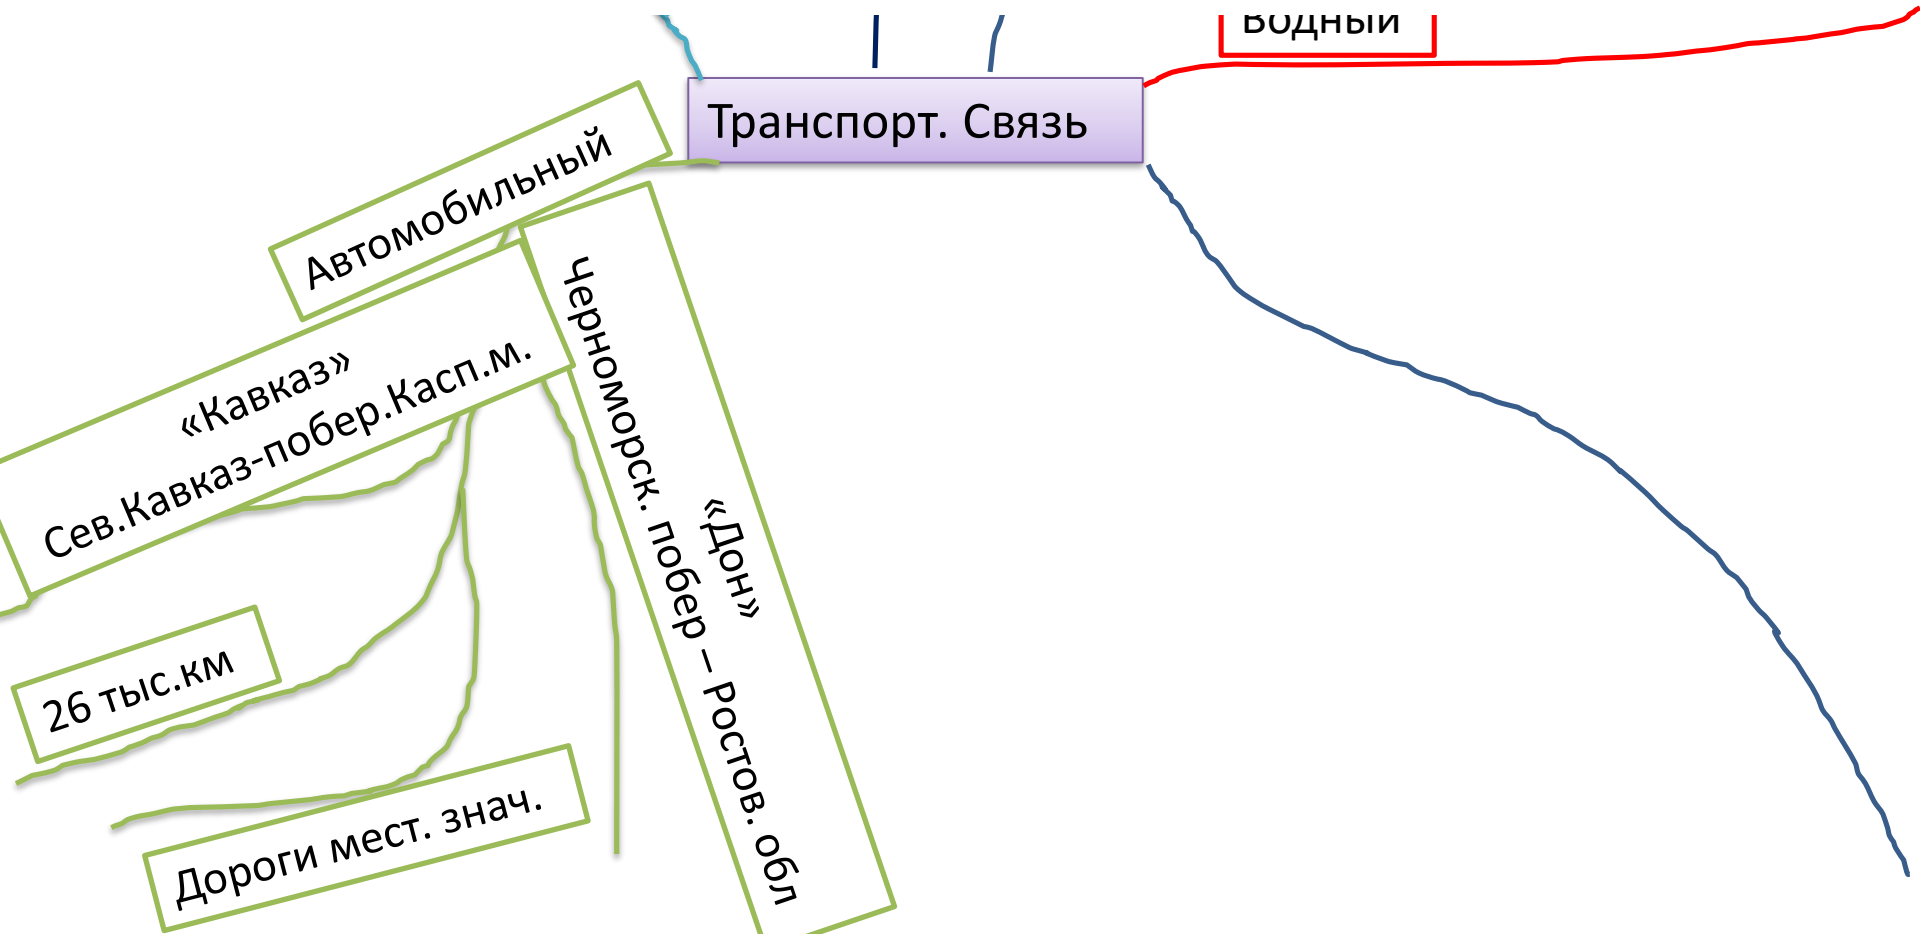 Водный
Транспорт. Связь
Автомобильный
«Кавказ»
Сев.Кавказ-побер.Касп.м.
«Дон»
Черноморск. побер – Ростов. обл
26 тыс.км
Дороги мест. знач.